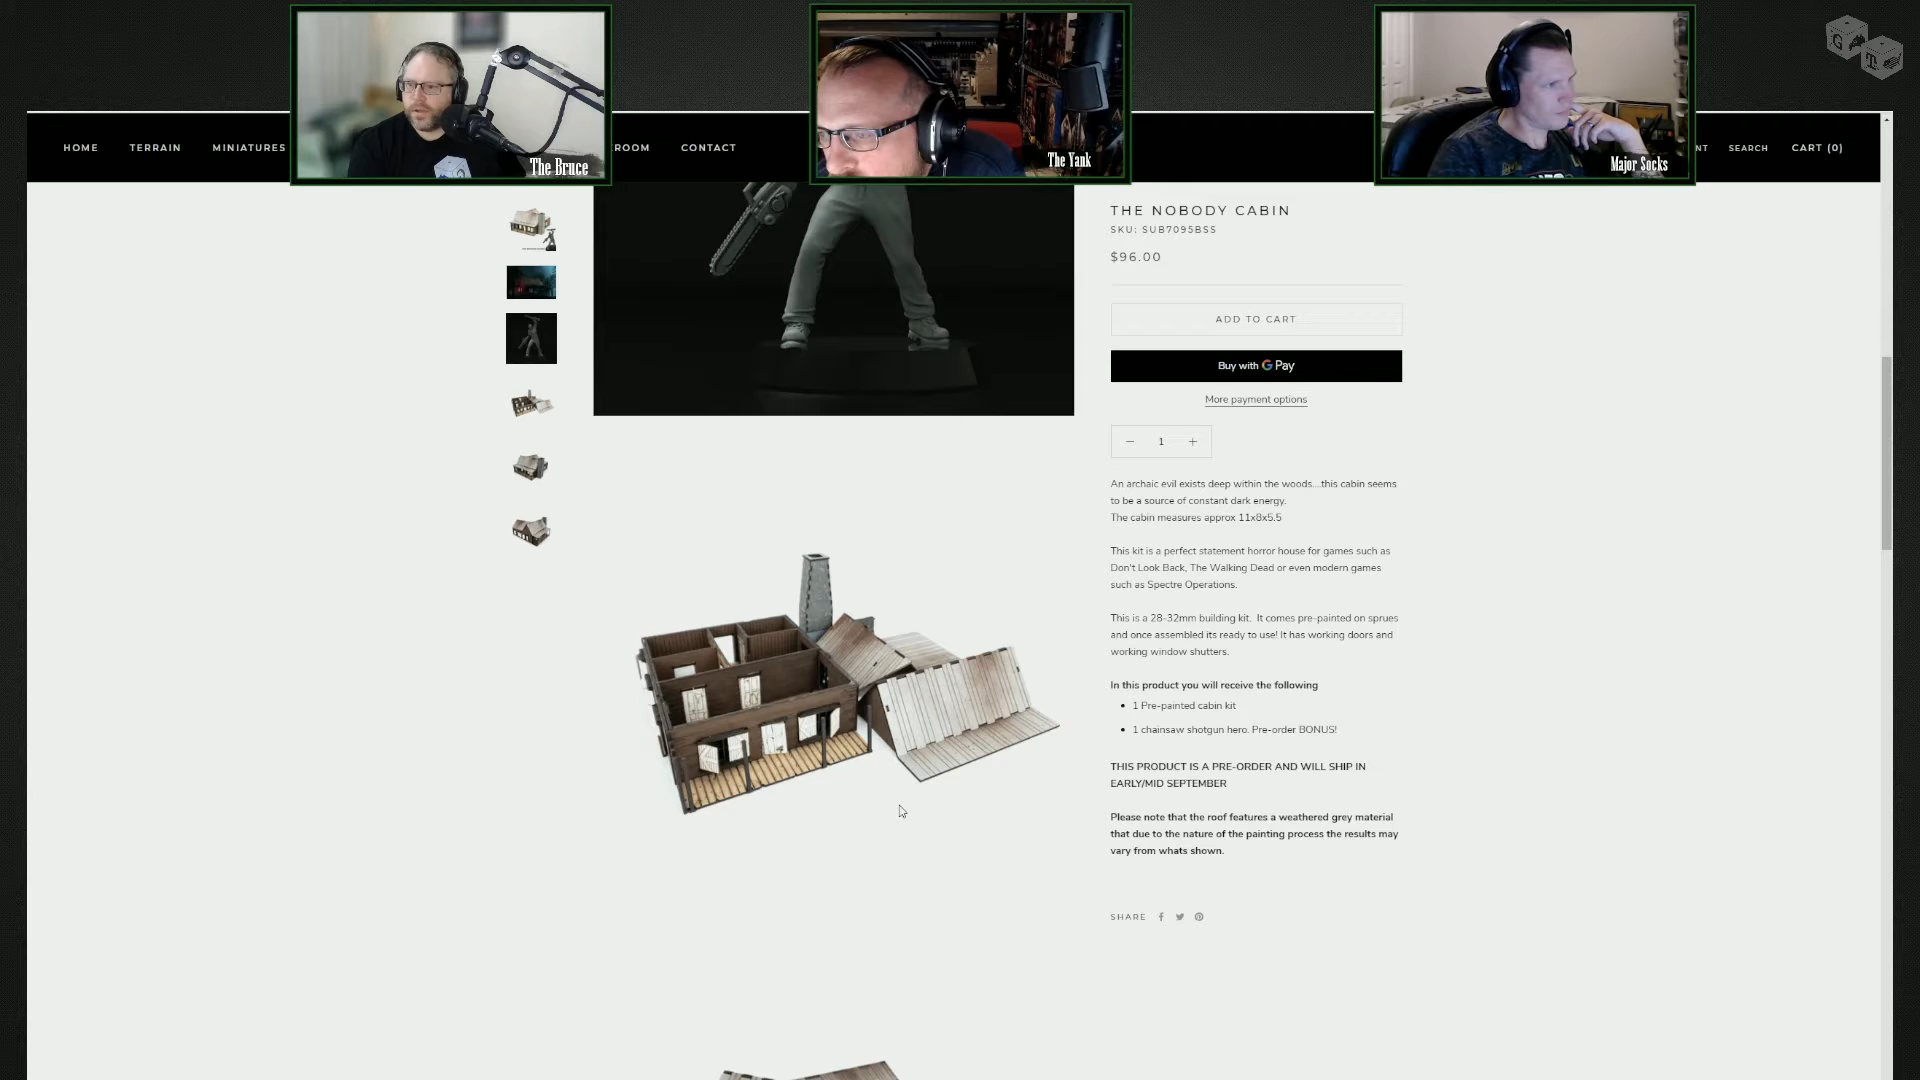 The Bruce
The Yank
Major Socks
HOME
TERRAIN
MINIATURES
ROOM
CONTACT
NT
SEARCH
CART (0)
THE NOBODY CABIN
SKU: SUB7095BSS
$96.00
ADD TO CART
Buy with G Pay
More payment options
− 1 +
An archaic evil exists deep within the woods....this cabin seems
to be a source of constant dark energy.
The cabin measures approx 11x8x5.5
This kit is a perfect statement horror house for games such as
Don't Look Back, The Walking Dead or even modern games
such as Spectre Operations.
This is a 28-32mm building kit. It comes pre-painted on sprues
and once assembled its ready to use! It has working doors and
working window shutters.
In this product you will receive the following
• 1 Pre-painted cabin kit
• 1 chainsaw shotgun hero. Pre-order BONUS!
THIS PRODUCT IS A PRE-ORDER AND WILL SHIP IN
EARLY/MID SEPTEMBER
Please note that the roof features a weathered grey material
that due to the nature of the painting process the results may
vary from whats shown.
SHARE